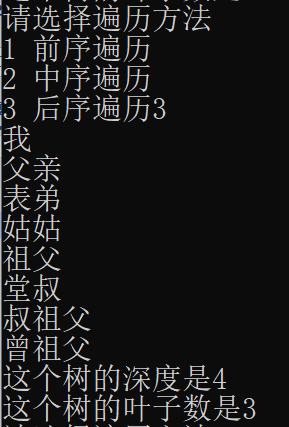 请选择遍历方法
1 前序遍历
2 中序遍历
3 后序遍历3
我
父亲
表弟
姑姑
祖父
堂叔
叔祖父
曾祖父
这个树的深度是4
这个树的叶子数是3